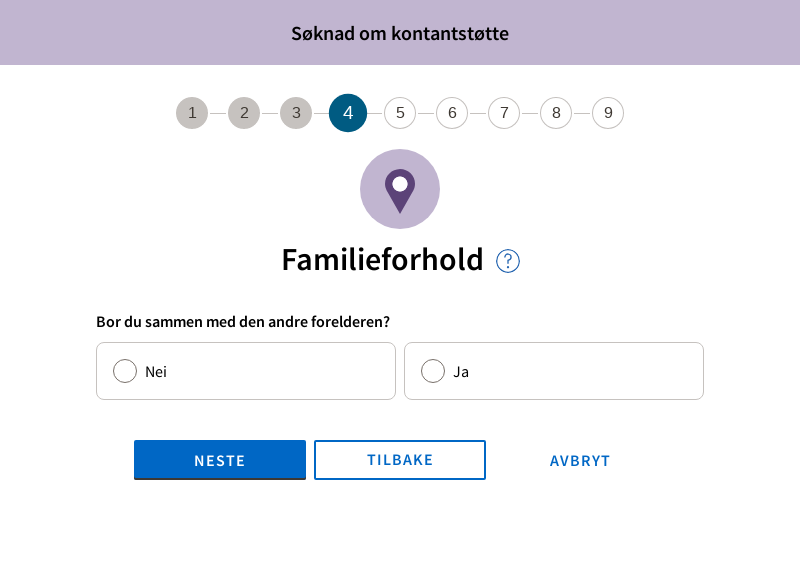 Søknad om kontantstøtte
1 2 3 4 5 6 7 8 9
Familieforhold ?
Bor du sammen med den andre forelderen?
Nei Ja
NESTE TILBAKE AVBRYT